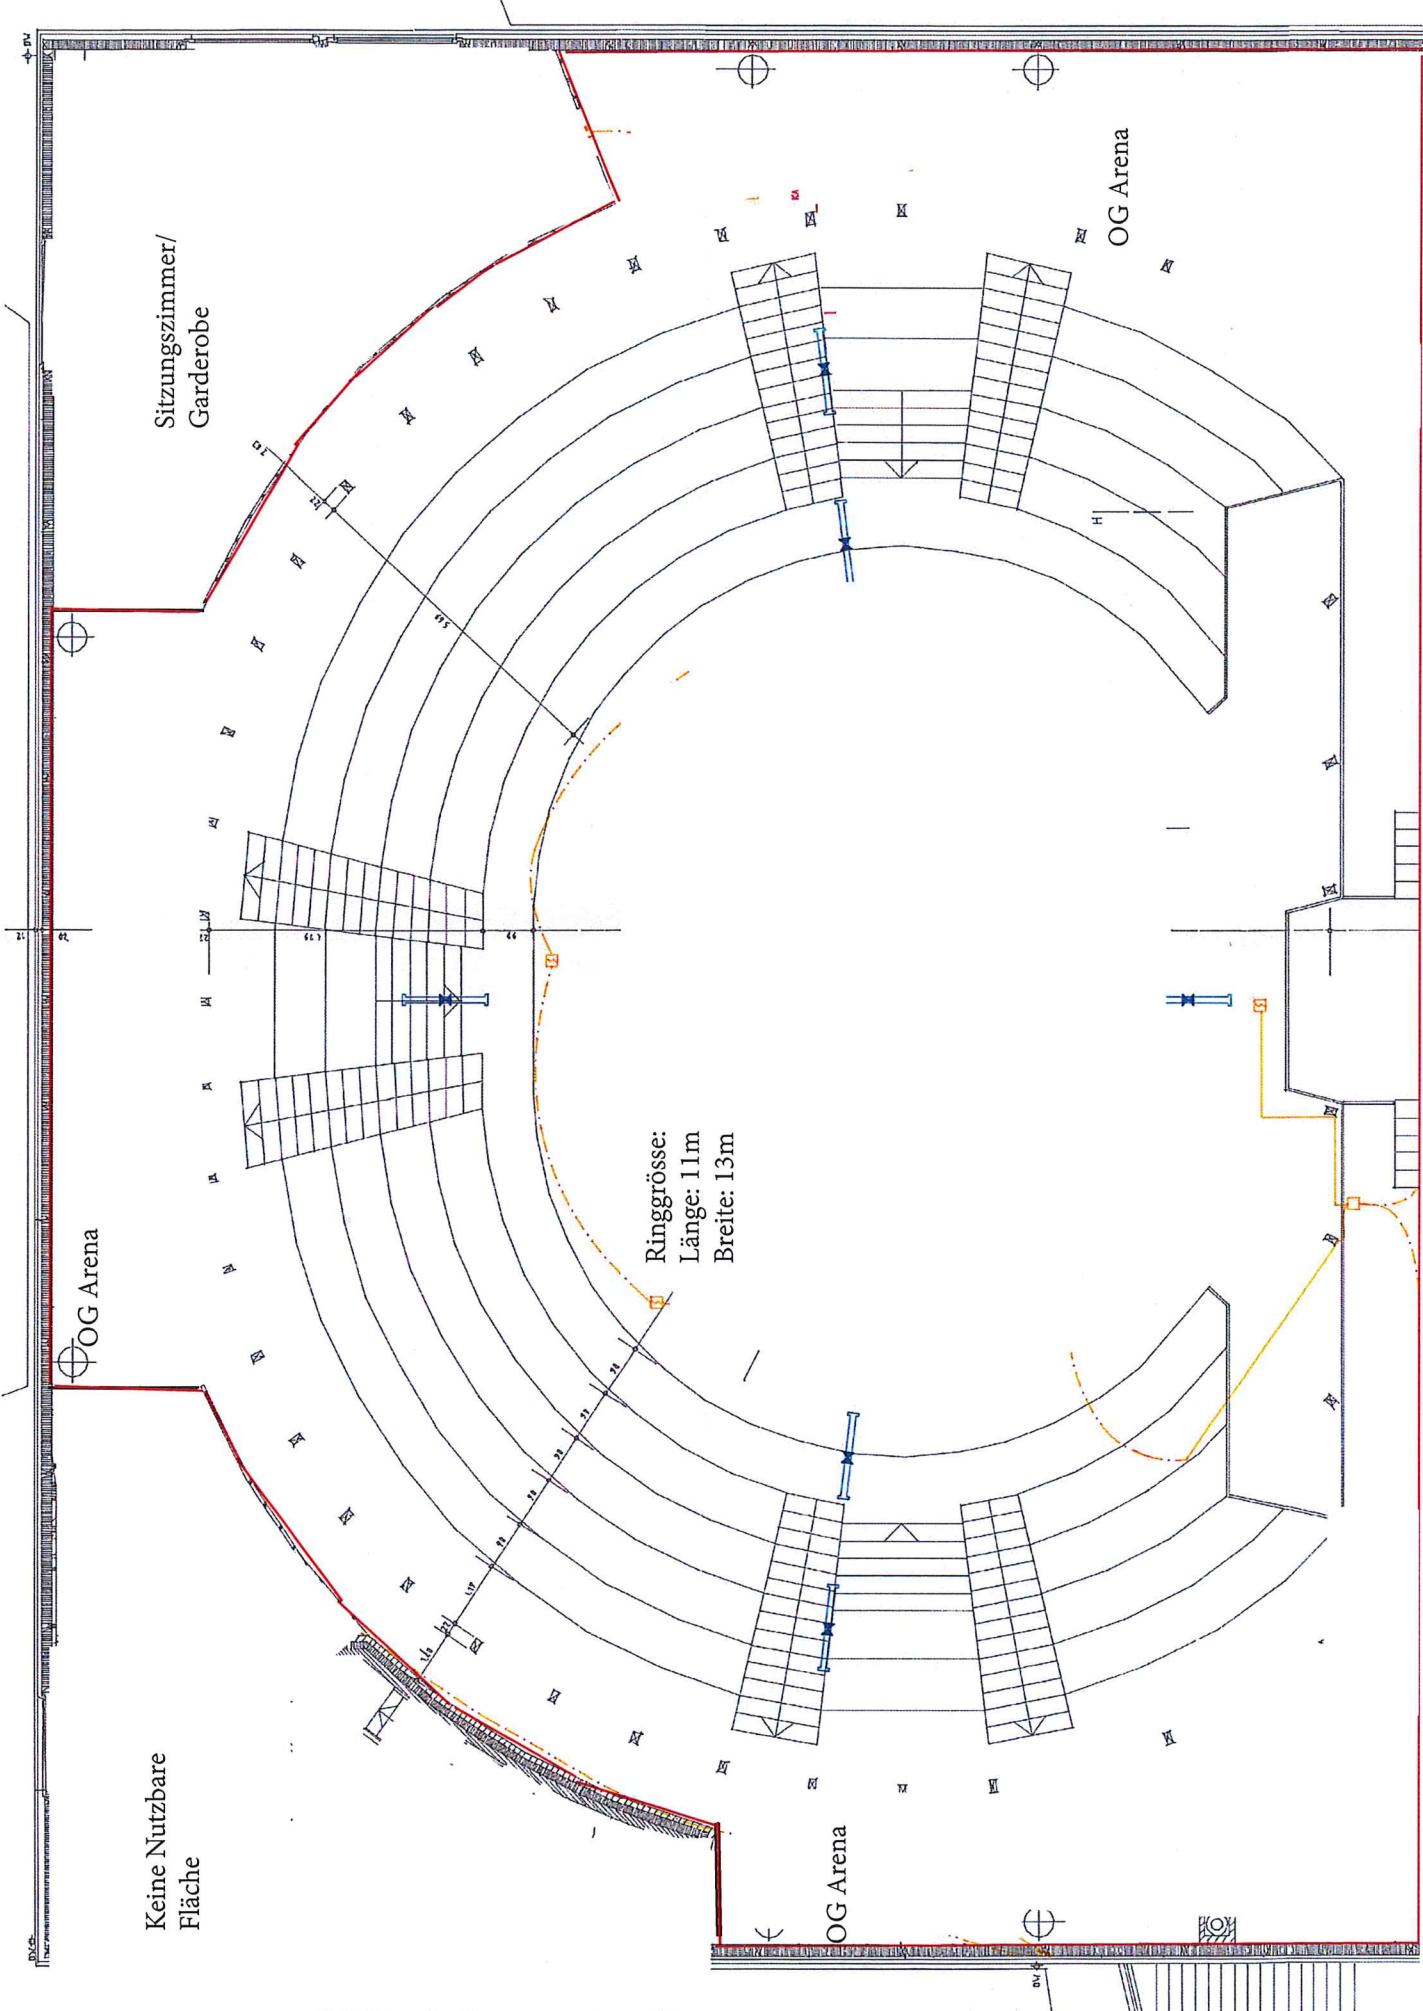 Sitzungszimmer/
Garderobe
OG Arena
OG Arena
Ringgrösse:
Länge: 11m
Breite: 13m
Keine Nutzbare
Fläche
OG Arena
H